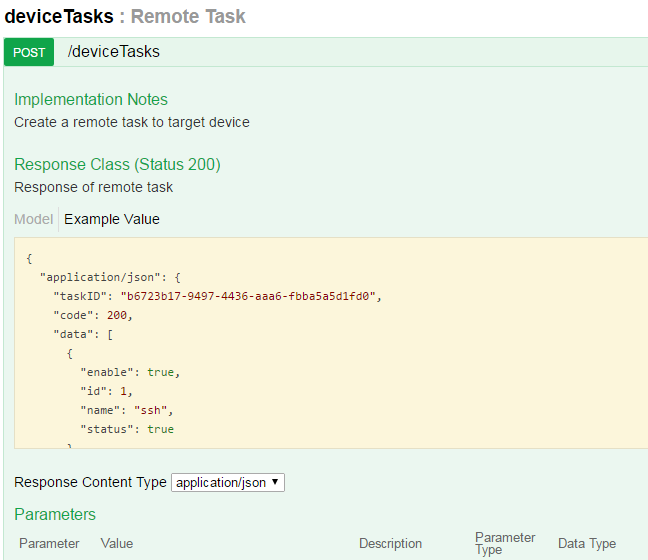 deviceTasks : Remote Task
POST /deviceTasks
Implementation Notes
Create a remote task to target device
Response Class (Status 200)
Response of remote task
Model Example Value
{
  "application/json": {
    "taskID": "b6723b17-9497-4436-aaa6-fbba5a5d1fd0",
    "code": 200,
    "data": [
      {
        "enable": true,
        "id": 1,
        "name": "ssh",
        "status": true
      }
Response Content Type application/json
Parameters
Parameter Value Description Parameter Type Data Type